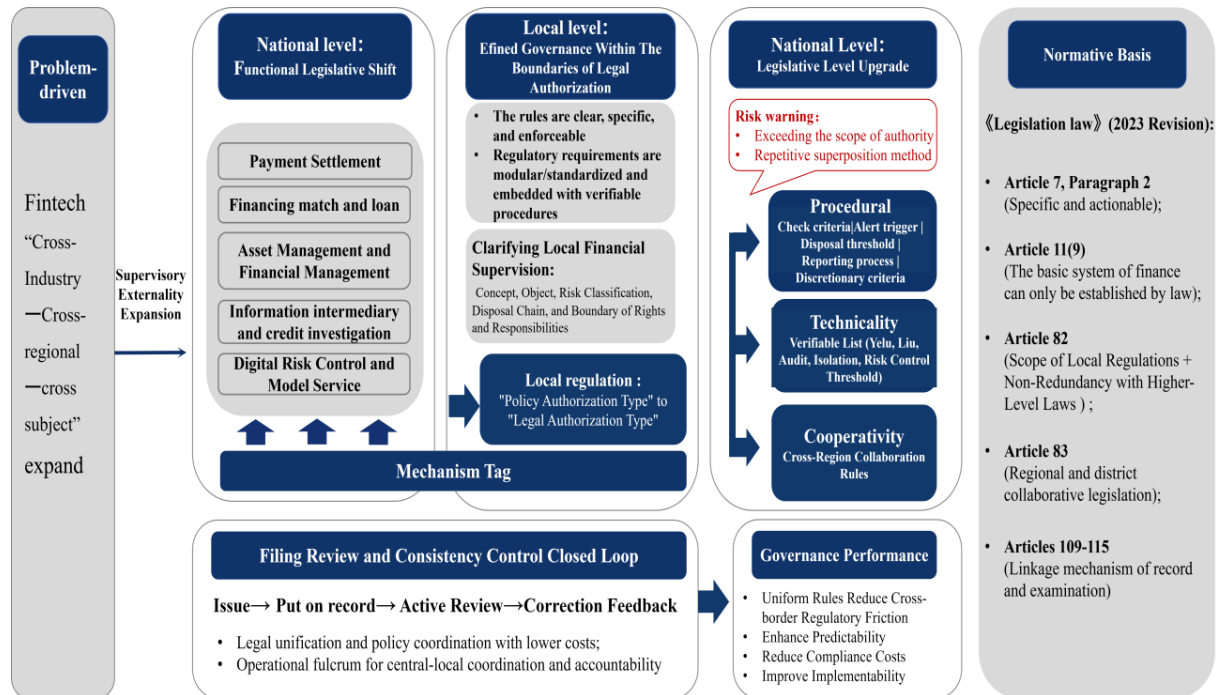 Problem-
driven
Fintech
“Cross-
Industry
—Cross-
regional
—cross
subject”
expand
Supervisory
Externality
Expansion
National level：
Functional Legislative Shift
Payment Settlement
Financing match and loan
Asset Management and
Financial Management
Information intermediary
and credit investigation
Digital Risk Control and
Model Service
Mechanism Tag
Local level：
Efined Governance Within The
Boundaries of Legal
Authorization
• The rules are clear, specific,
and enforceable
• Regulatory requirements are
modular/standardized and
embedded with verifiable
procedures
Clarifying Local Financial
Supervision:
Concept, Object, Risk Classification,
Disposal Chain, and Boundary of Rights
and Responsibilities
Local regulation :
"Policy Authorization Type" to
"Legal Authorization Type"
National Level：
Legislative Level Upgrade
Risk warning：
• Exceeding the scope of authority
• Repetitive superposition method
Procedural
Check criteria|Alert trigger |
Disposal threshold |
Reporting process |
Discretionary criteria
Technicality
Verifiable List (Yelu, Liu,
Audit, Isolation, Risk Control
Threshold)
Cooperativity
Cross-Region Collaboration
Rules
Filing Review and Consistency Control Closed Loop
Issue→ Put on record→ Active Review→Correction Feedback
• Legal unification and policy coordination with lower costs;
• Operational fulcrum for central-local coordination and accountability
Governance Performance
• Uniform Rules Reduce Cross-
border Regulatory Friction
• Enhance Predictability
• Reduce Compliance Costs
• Improve Implementability
Normative Basis
《Legislation law》 (2023 Revision):
• Article 7, Paragraph 2
(Specific and actionable);
• Article 11(9)
(The basic system of finance
can only be established by law);
• Article 82
(Scope of Local Regulations +
Non-Redundancy with Higher-
Level Laws ) ;
• Article 83
(Regional and district
collaborative legislation);
• Articles 109-115
(Linkage mechanism of record
and examination)